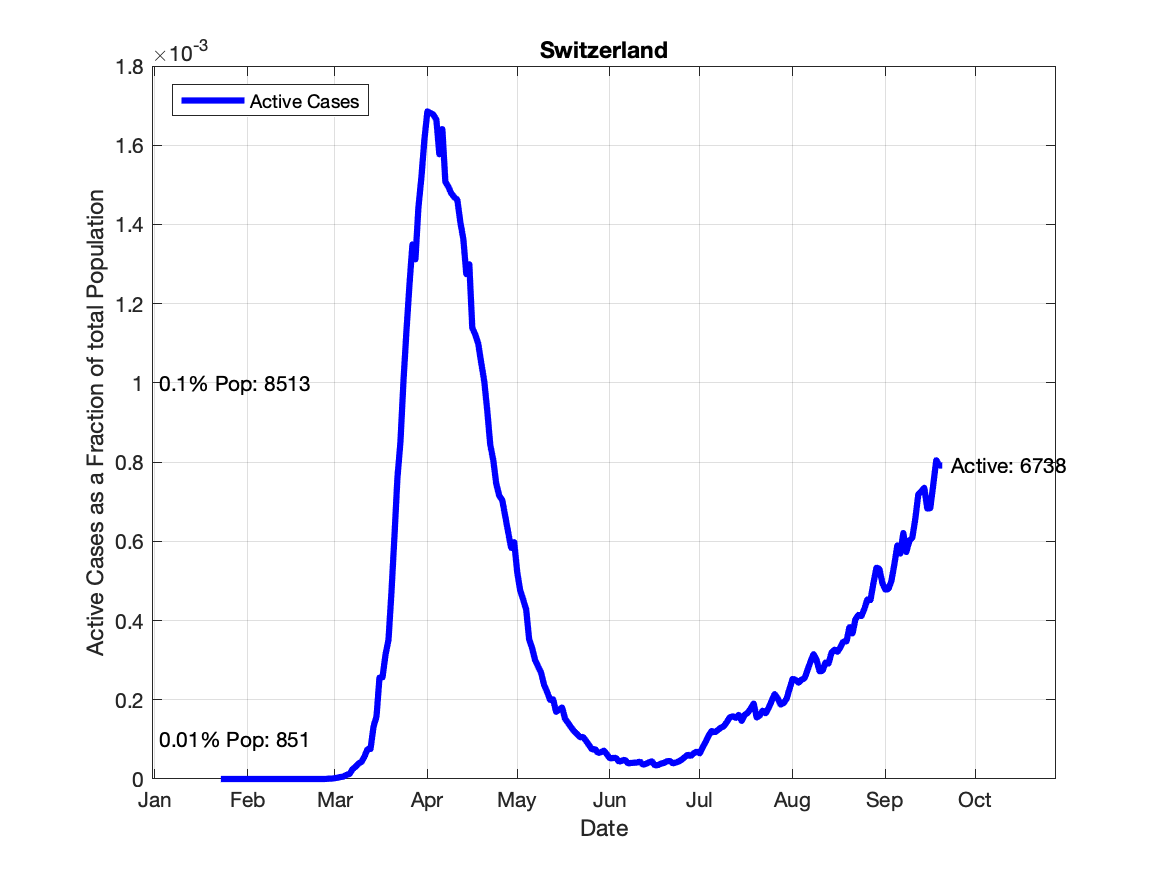 Switzerland
×10-3
Active Cases
1.8
1.6
1.4
1.2
1
0.8
0.6
0.4
0.2
0
Active Cases as a Fraction of total Population
0.1% Pop: 8513
Active: 6738
0.01% Pop: 851
Jan Feb Mar Apr May Jun Jul Aug Sep Oct
Date